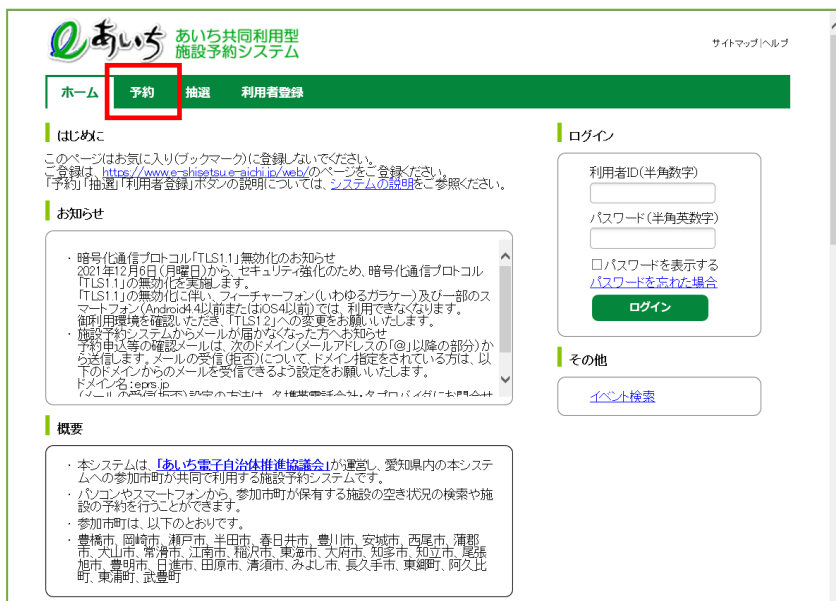 あいち あいち共同利用型
施設予約システム
サイトマップ|ヘルプ
ホーム 予約 抽選 利用者登録
はじめに
このページはお気に入り(ブックマーク)に登録しないでください。
ご登録は、https://www.e-shisetsu.e-aichi.jp/web/のページをご登録ください。
「予約」「抽選」「利用者登録」ボタンの説明については、システムの説明をご参照ください。
お知らせ
・ 暗号化通信プロトコル「TLS1.1」無効化のお知らせ
2021年12月6日(月曜日)から、セキュリティ強化のため、暗号化通信プロトコル
「TLS1.1」の無効化を実施します。
「TLS1.1」の無効化に伴い、フィーチャーフォン(いわゆるガラケー)及び一部のス
マートフォン(Android4.4以前またはiOS4以前)では、利用できなくなります。
御利用環境を確認いただき、「TLS1.2」への変更をお願いいたします。
・ 施設予約システムからメールが届かなくなった方へお知らせ
予約申込等の確認メールは、次のドメイン(メールアドレスの「@」以降の部分)か
ら送信します。メールの受信(拒否)について、ドメイン指定をされている方は、以
下のドメインからのメールを受信できるよう設定をお願いいたします。
ドメイン名:eprs.jp
(メールの受信(拒否)設定の方法は、各携帯電話会社・各プロバイダにお問合せ
概要
・ 本システムは、「あいち電子自治体推進協議会」が運営し、愛知県内の本システ
ムへの参加市町が共同で利用する施設予約システムです。
・ パソコンやスマートフォンから、参加市町が保有する施設の空き状況の検索や施
設の予約を行うことができます。
・ 参加市町は、以下のとおりです。
・ 豊橋市、岡崎市、瀬戸市、半田市、春日井市、豊川市、安城市、西尾市、蒲郡
市、犬山市、常滑市、江南市、稲沢市、東海市、大府市、知多市、知立市、尾張
旭市、豊明市、日進市、田原市、清須市、みよし市、長久手市、東郷町、阿久比
町、東浦町、武豊町
ログイン
利用者ID(半角数字)
パスワード(半角英数字)
□パスワードを表示する
パスワードを忘れた場合
ログイン
その他
イベント検索